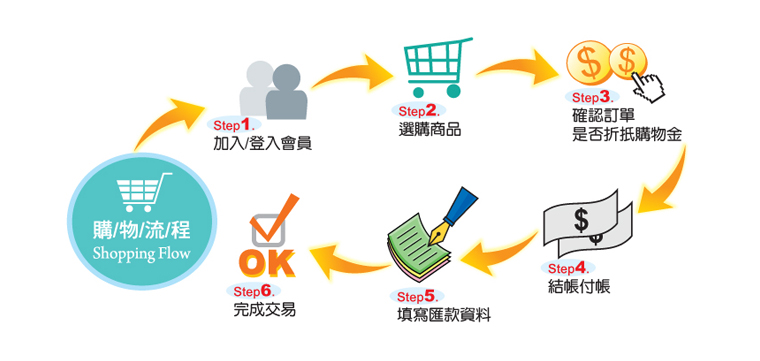 購/物/流/程
Shopping Flow
Step1.
加入/登入會員
Step2.
選購商品
$ $
Step3.
確認訂單
是否折抵購物金
$ $
Step4.
結帳付帳
Step5.
填寫匯款資料
OK
Step6.
完成交易